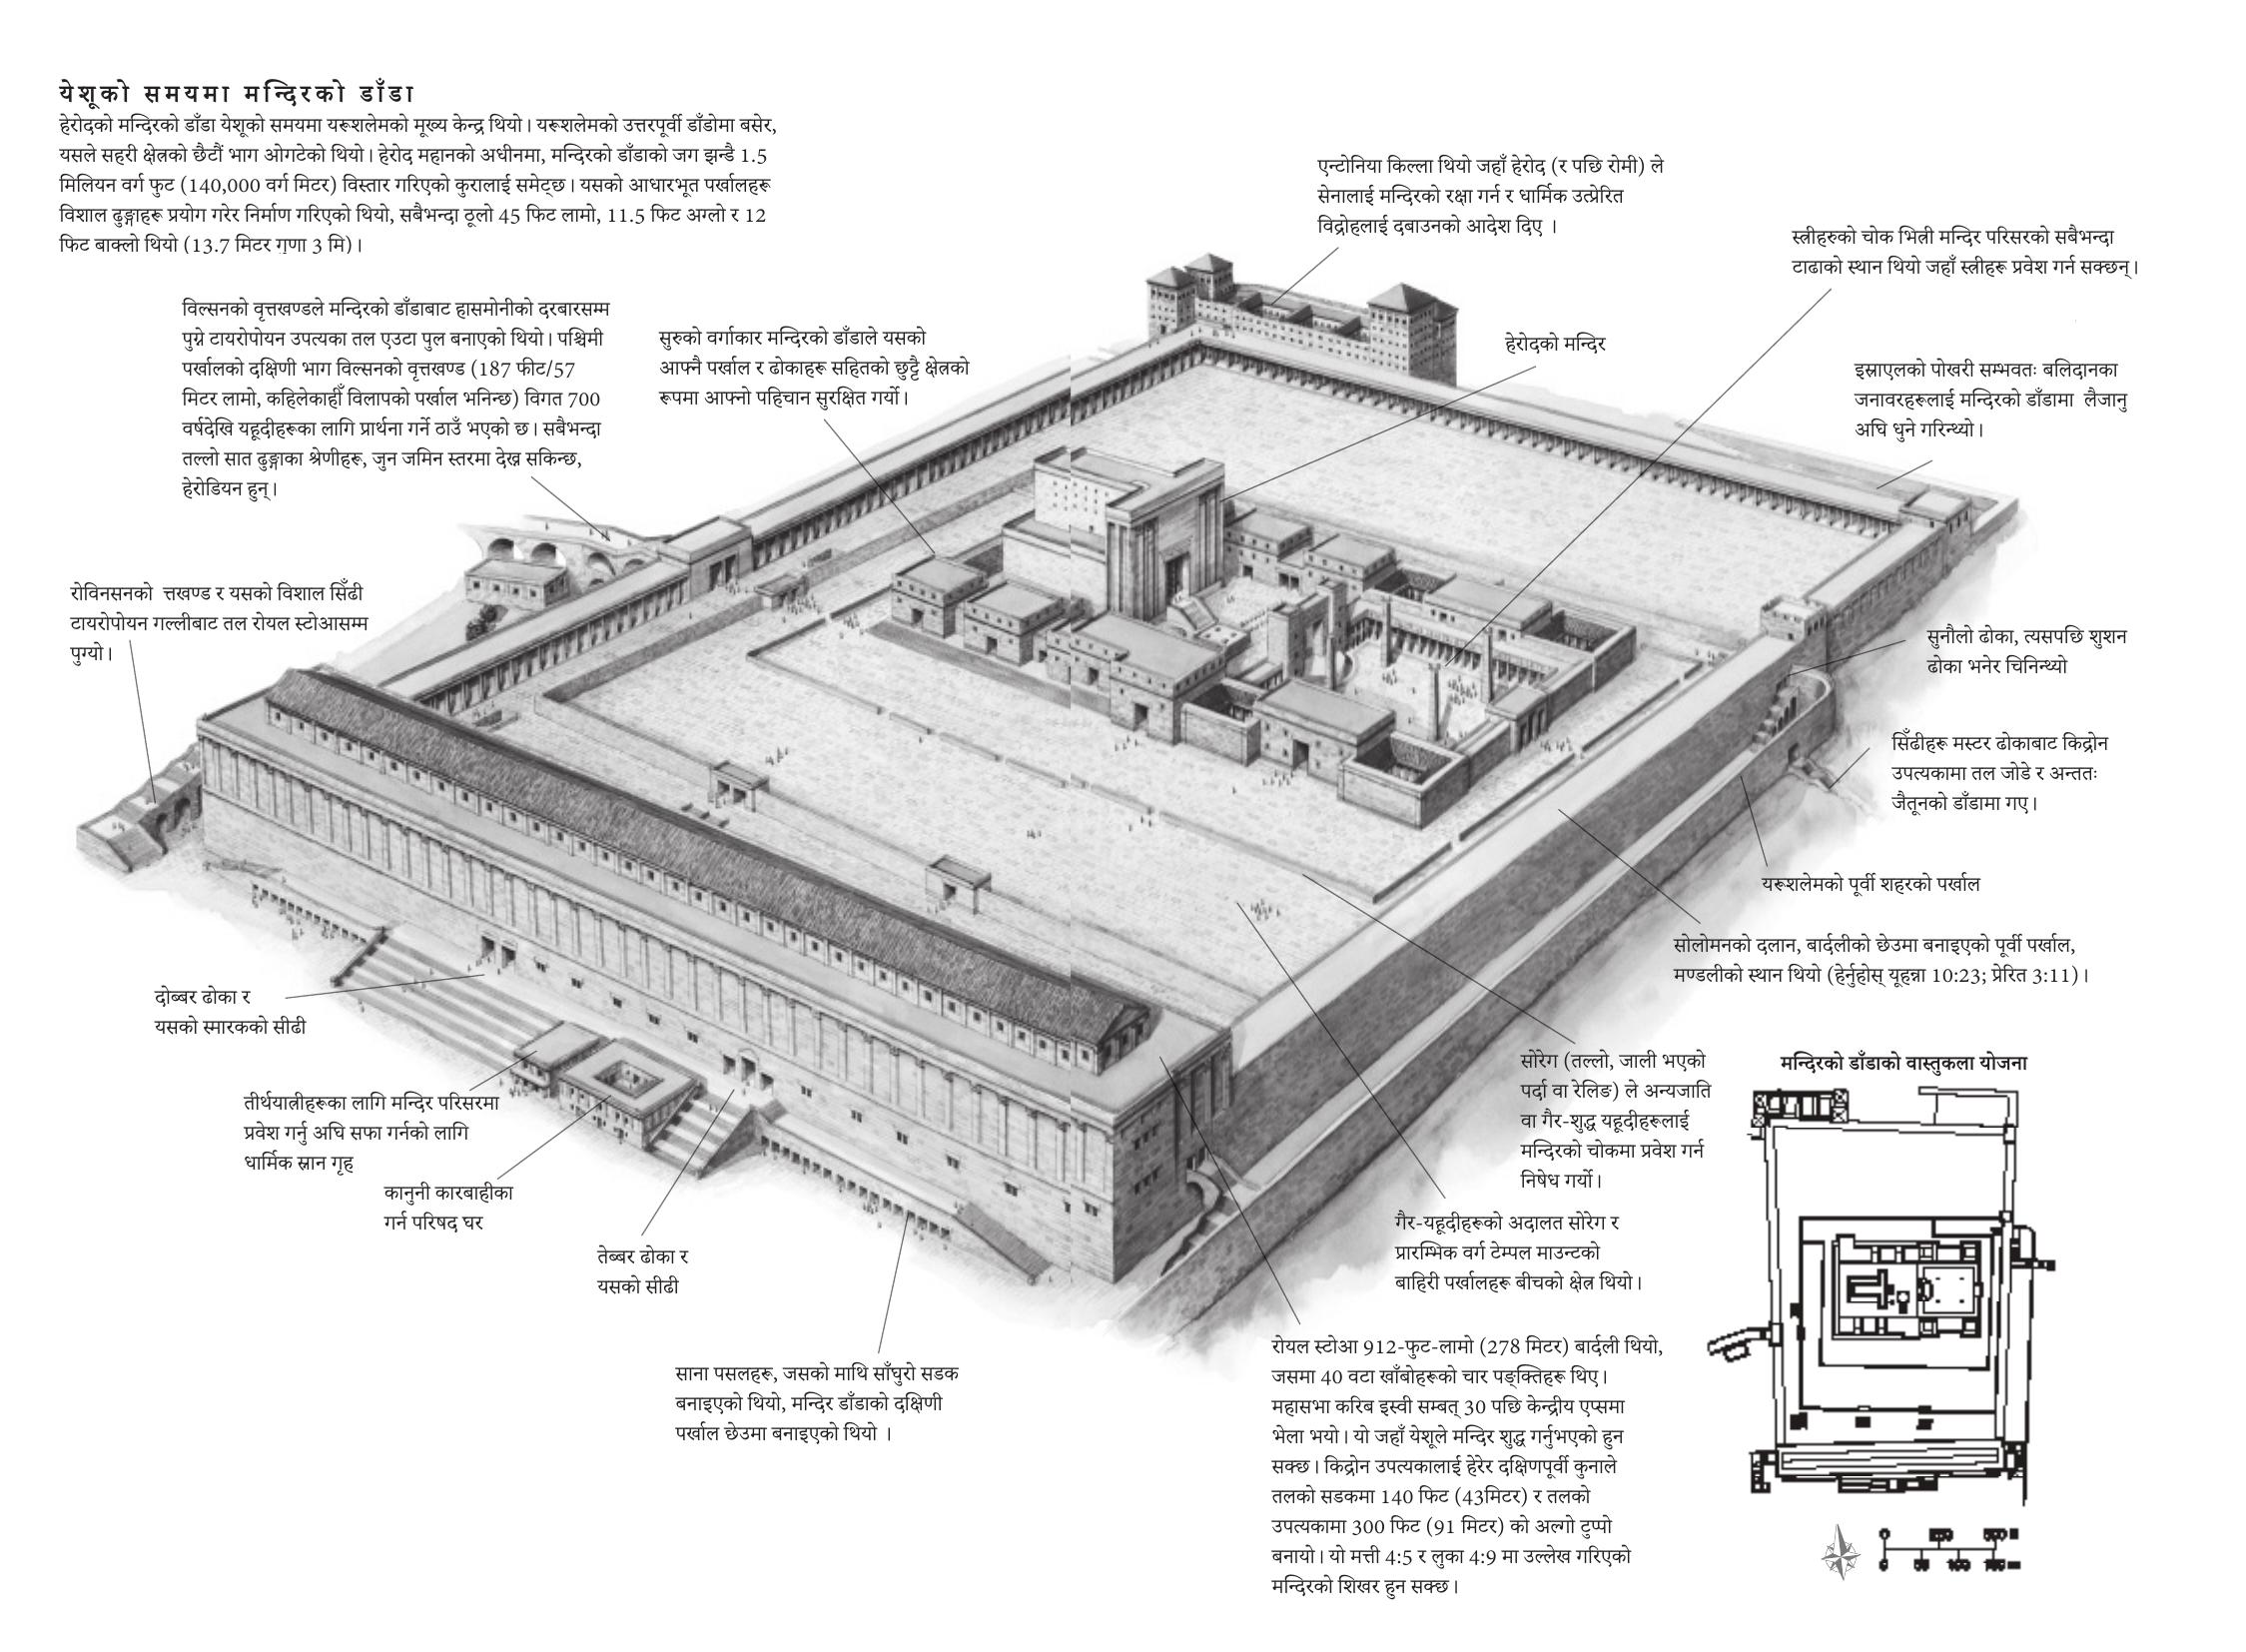 येशूको समयमा मन्दिरको डाँडा
हेरोदको मन्दिरको डाँडा येशूको समयमा यरूशलेमको मूख्य केन्द्र थियो। यरूशलेमको उत्तरपूर्वी डाँडोमा बसेर,
यसले सहरी क्षेत्रको छैटौं भाग ओगटेको थियो। हेरोद महानको अधीनमा, मन्दिरको डाँडाको जग झन्डै 1.5
मिलियन वर्ग फुट (140,000 वर्ग मिटर) विस्तार गरिएको कुरालाई समेट्छ। यसको आधारभूत पर्खालहरू
विशाल ढुङ्गाहरू प्रयोग गरेर निर्माण गरिएको थियो, सबैभन्दा ठूलो 45 फिट लामो, 11.5 फिट अग्लो र 12
फिट बाक्लो थियो (13.7 मिटर गुणा 3 मि)।
एन्टोनिया किल्ला थियो जहाँ हेरोद (र पछि रोमी) ले
सेनालाई मन्दिरको रक्षा गर्न र धार्मिक उत्प्रेरित
विद्रोहलाई दबाउनको आदेश दिए ।
स्त्रीहरुको चोक भित्री मन्दिर परिसरको सबैभन्दा
टाढाको स्थान थियो जहाँ स्त्रीहरू प्रवेश गर्न सक्छन्।
विल्सनको वृत्तखण्डले मन्दिरको डाँडाबाट हासमोनीको दरबारसम्म
पुग्ने टायरोपोयन उपत्यका तल एउटा पुल बनाएको थियो। पश्चिमी
पर्खालको दक्षिणी भाग विल्सनको वृत्तखण्ड (187 फीट/57
मिटर लामो, कहिलेकाहीँ विलापको पर्खाल भनिन्छ) विगत 700
वर्षदेखि यहूदीहरूका लागि प्रार्थना गर्ने ठाउँ भएको छ। सबैभन्दा
तल्लो सात ढुङ्गाका श्रेणीहरू, जुन जमिन स्तरमा देख्न सकिन्छ,
हेरोडियन हुन्।
सुरुको वर्गाकार मन्दिरको डाँडाले यसको
आफ्नै पर्खाल र ढोकाहरू सहितको छुट्टै क्षेत्रको
रूपमा आफ्नो पहिचान सुरक्षित गर्यो।
हेरोदको मन्दिर
इस्राएलको पोखरी सम्भवतः बलिदानका
जनावरहरूलाई मन्दिरको डाँडामा लैजानु
अघि धुने गरिन्थ्यो।
रोविनसनको त्तखण्ड र यसको विशाल सिँढी
टायरोपोयन गल्लीबाट तल रोयल स्टोआसम्म
पुग्यो।
सुनौलो ढोका, त्यसपछि शुशन
ढोका भनेर चिनिन्थ्यो
सिँढीहरू मस्टर ढोकाबाट किद्रोन
उपत्यकामा तल जोडे र अन्ततः
जैतूनको डाँडामा गए।
यरूशलेमको पूर्वी शहरको पर्खाल
सोलोमनको दलान, बार्दलीको छेउमा बनाइएको पूर्वी पर्खाल,
मण्डलीको स्थान थियो (हेर्नुहोस् यूहन्ना 10:23; प्रेरित 3:11)।
दोब्बर ढोका र
यसको स्मारकको सीढी
तीर्थयात्रीहरूका लागि मन्दिर परिसरमा
प्रवेश गर्नु अघि सफा गर्नको लागि
धार्मिक स्नान गृह
कानुनी कारबाहीका
गर्न परिषद घर
तेब्बर ढोका र
यसको सीढी
साना पसलहरू, जसको माथि साँघुरो सडक
बनाइएको थियो, मन्दिर डाँडाको दक्षिणी
पर्खाल छेउमा बनाइएको थियो ।
सोरेग (तल्लो, जाली भएको
पर्दा वा रेलिङ) ले अन्यजाति
वा गैर-शुद्ध यहूदीहरूलाई
मन्दिरको चोकमा प्रवेश गर्न
निषेध गर्यो।
गैर-यहूदीहरूको अदालत सोरेग र
प्रारम्भिक वर्ग टेम्पल माउन्टको
बाहिरी पर्खालहरू बीचको क्षेत्र थियो।
रोयल स्टोआ 912-फुट-लामो (278 मिटर) बार्दली थियो,
जसमा 40 वटा खाँबोहरूको चार पङ्क्तिहरू थिए।
महासभा करिब इस्वी सम्बत् 30 पछि केन्द्रीय एप्समा
भेला भयो। यो जहाँ येशूले मन्दिर शुद्ध गर्नुभएको हुन
सक्छ। किद्रोन उपत्यकालाई हेरेर दक्षिणपूर्वी कुनाले
तलको सडकमा 140 फिट (43मिटर) र तलको
उपत्यकामा 300 फिट (91 मिटर) को अल्गो टुप्पो
बनायो। यो मत्ती 4:5 र लुका 4:9 मा उल्लेख गरिएको
मन्दिरको शिखर हुन सक्छ।
मन्दिरको डाँडाको वास्तुकला योजना